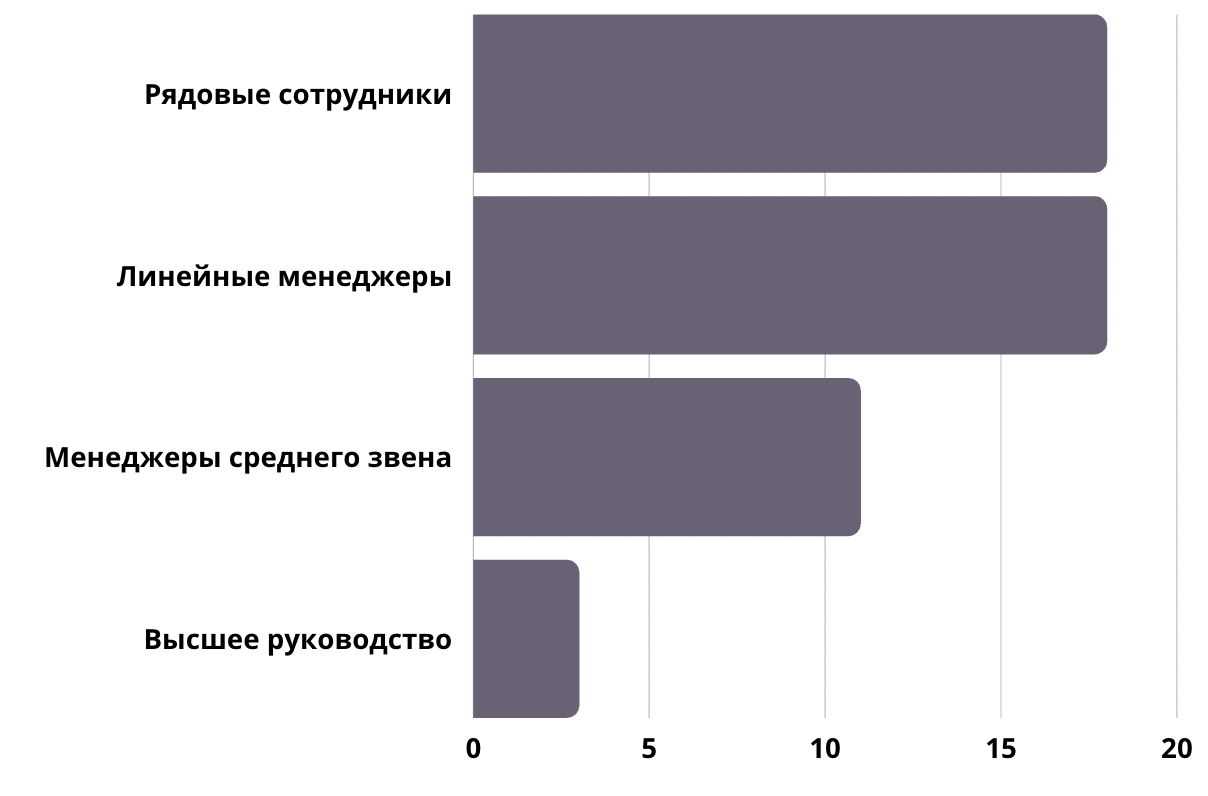 Рядовые сотрудники
Линейные менеджеры
Менеджеры среднего звена
Высшее руководство
0 5 10 15 20